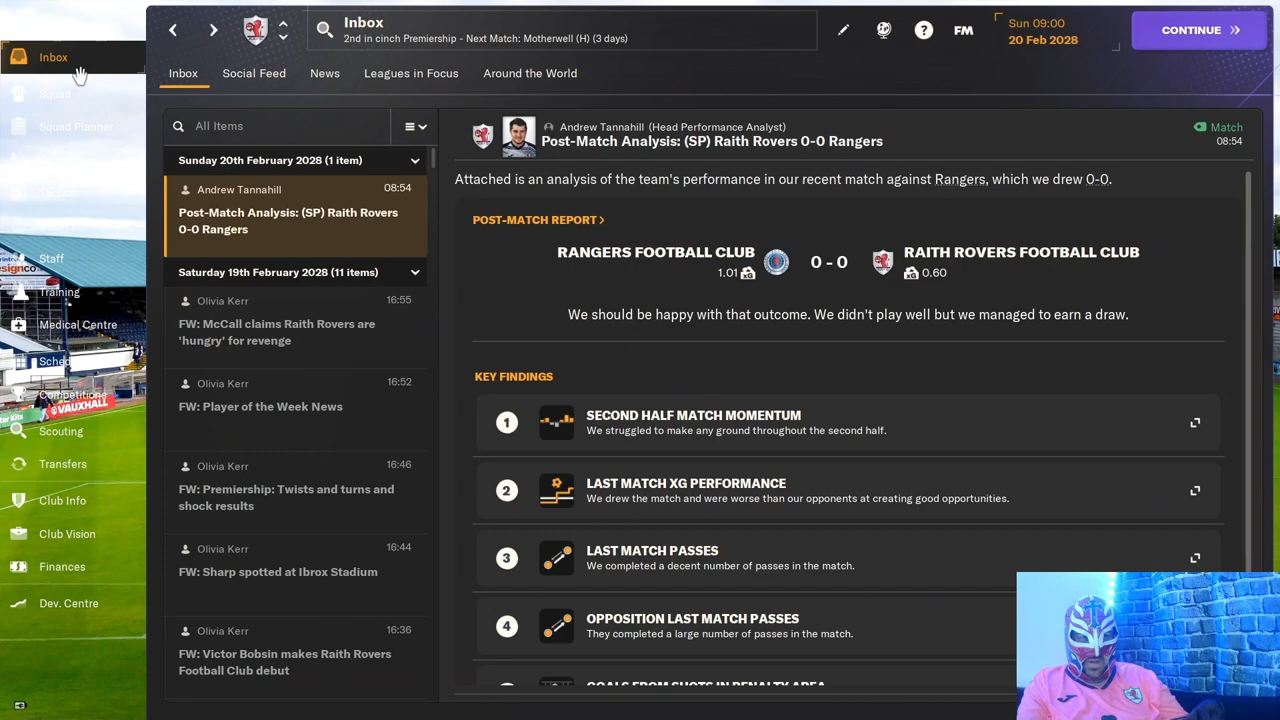 Inbox
2nd in cinch Premiership - Next Match: Motherwell (H) (3 days)
FM
Sun 09:00
20 Feb 2028
CONTINUE
Inbox
Social Feed
News
Leagues in Focus
Around the World
Inbox
Squad
Squad Planner
Staff
Training
Medical Centre
Sched
Competitions
Scouting
Transfers
Club Info
Club Vision
Finances
Dev. Centre
VAUXHALL
All Items
Sunday 20th February 2028 (1 item)
Andrew Tannahill
08:54
Post-Match Analysis: (SP) Raith Rovers
0-0 Rangers
Saturday 19th February 2028 (11 items)
Olivia Kerr
16:55
FW: McCall claims Raith Rovers are
'hungry' for revenge
Olivia Kerr
16:52
FW: Player of the Week News
Olivia Kerr
16:46
FW: Premiership: Twists and turns and
shock results
Olivia Kerr
16:44
FW: Sharp spotted at Ibrox Stadium
Olivia Kerr
16:36
FW: Victor Bobsin makes Raith Rovers
Football Club debut
Andrew Tannahill (Head Performance Analyst)
Post-Match Analysis: (SP) Raith Rovers 0-0 Rangers
Match
08:54
Attached is an analysis of the team's performance in our recent match against Rangers, which we drew 0-0.
POST-MATCH REPORT >
RANGERS FOOTBALL CLUB
1.01 xG
0 - 0
RAITH ROVERS FOOTBALL CLUB
xG 0.60
We should be happy with that outcome. We didn't play well but we managed to earn a draw.
KEY FINDINGS
1
SECOND HALF MATCH MOMENTUM
We struggled to make any ground throughout the second half.
2
LAST MATCH XG PERFORMANCE
We drew the match and were worse than our opponents at creating good opportunities.
3
LAST MATCH PASSES
We completed a decent number of passes in the match.
4
OPPOSITION LAST MATCH PASSES
They completed a large number of passes in the match.
GOALS FROM SHOTS IN PENALTY AREA